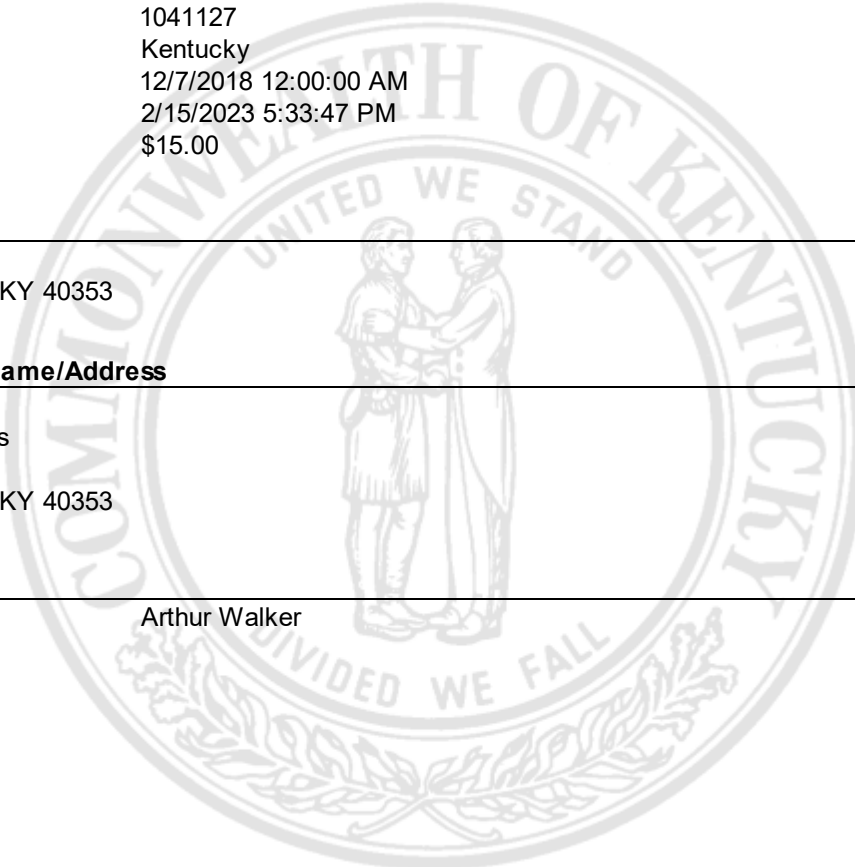 1041127
Kentucky
12/7/2018 12:00:00 AM
2/15/2023 5:33:47 PM
$15.00
COMMONWEALTH OF KENTUCKY
UNITED WE STAND
KY 40353
ame/Address
s
KY 40353
Arthur Walker
DIVIDED WE FALL